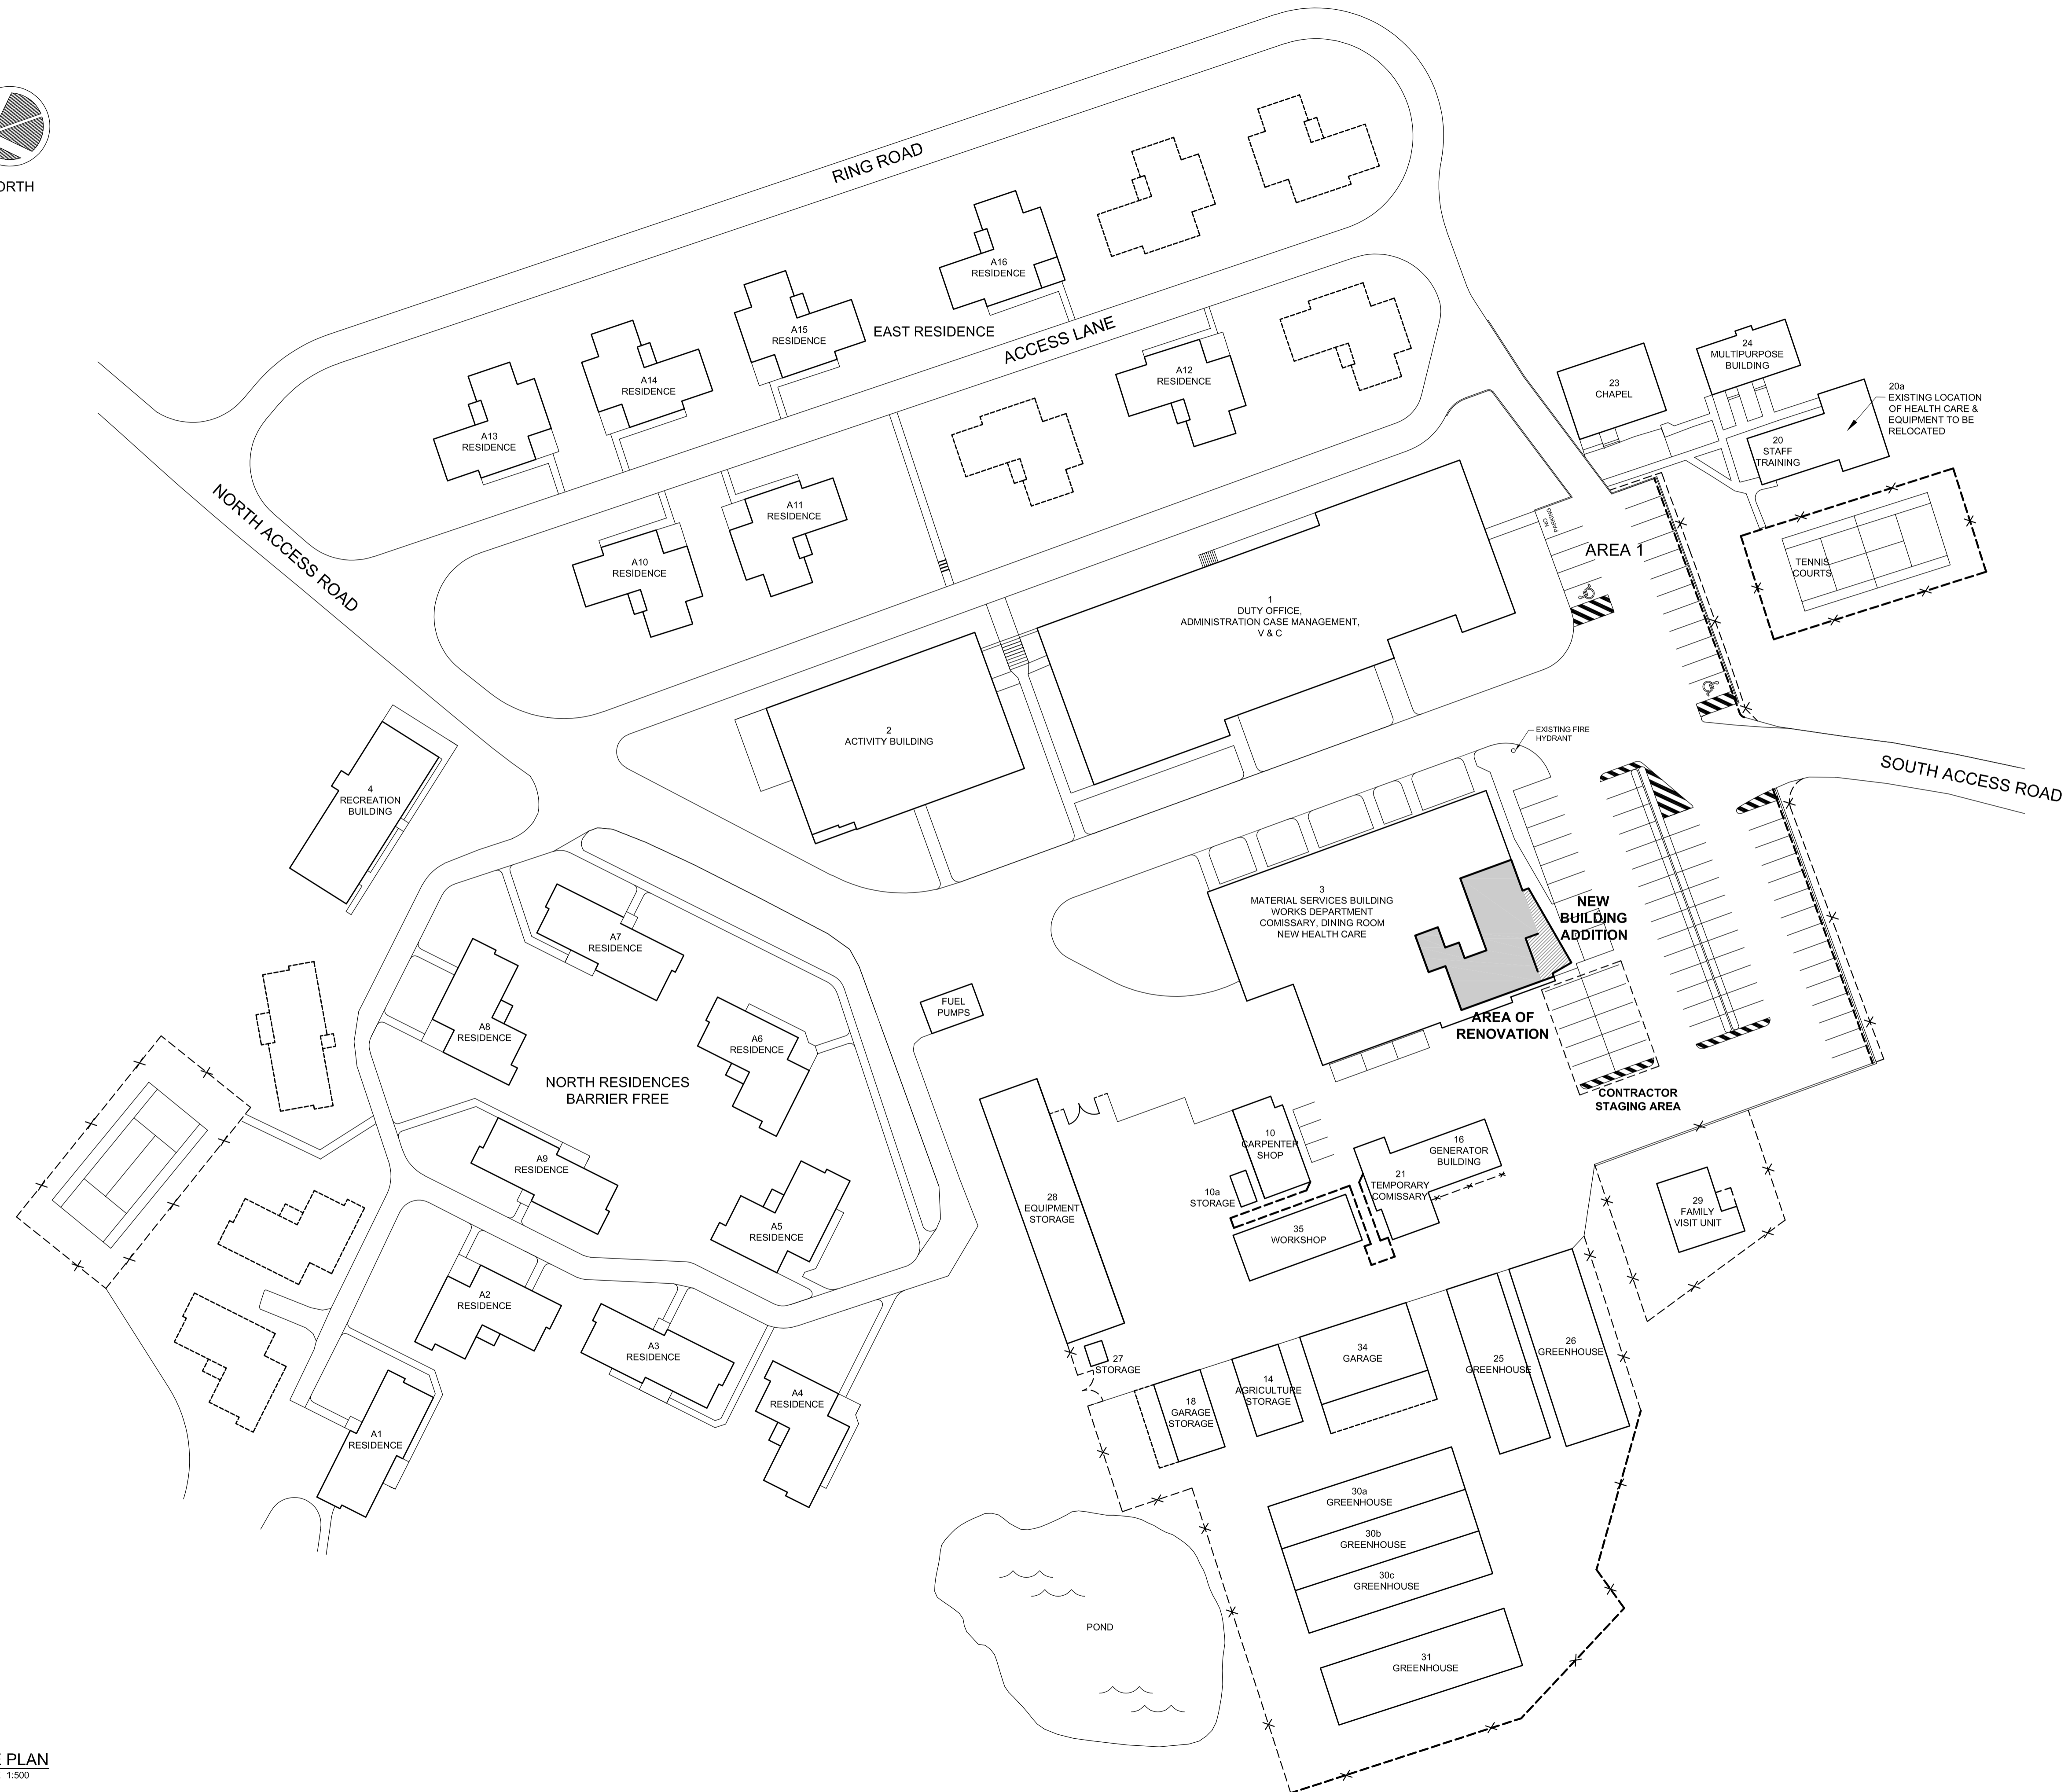 ORTH
RING ROAD
A16
RESIDENCE
A15
RESIDENCE
EAST RESIDENCE
ACCESS LANE
A14
RESIDENCE
A13
RESIDENCE
A12
RESIDENCE
A11
RESIDENCE
A10
RESIDENCE
NORTH ACCESS ROAD
24
MULTIPURPOSE
BUILDING
23
CHAPEL
20a
EXISTING LOCATION
OF HEALTH CARE &
EQUIPMENT TO BE
RELOCATED
20
STAFF
TRAINING
NO
PARKING
AREA 1
TENNIS
COURTS
1
DUTY OFFICE,
ADMINISTRATION CASE MANAGEMENT,
V & C
2
ACTIVITY BUILDING
EXISTING FIRE
HYDRANT
SOUTH ACCESS ROAD
4
RECREATION
BUILDING
3
MATERIAL SERVICES BUILDING
WORKS DEPARTMENT
COMISSARY, DINING ROOM
NEW HEALTH CARE
NEW
BUILDING
ADDITION
AREA OF
RENOVATION
CONTRACTOR
STAGING AREA
A7
RESIDENCE
A8
RESIDENCE
A6
RESIDENCE
FUEL
PUMPS
NORTH RESIDENCES
BARRIER FREE
A9
RESIDENCE
A5
RESIDENCE
A2
RESIDENCE
A3
RESIDENCE
A4
RESIDENCE
A1
RESIDENCE
28
EQUIPMENT
STORAGE
10
CARPENTER
SHOP
10a
STORAGE
16
GENERATOR
BUILDING
21
TEMPORARY
COMISSARY
35
WORKSHOP
29
FAMILY
VISIT UNIT
27
STORAGE
18
GARAGE
STORAGE
14
AGRICULTURE
STORAGE
34
GARAGE
25
GREENHOUSE
26
GREENHOUSE
30a
GREENHOUSE
30b
GREENHOUSE
30c
GREENHOUSE
31
GREENHOUSE
POND
E PLAN
1:500